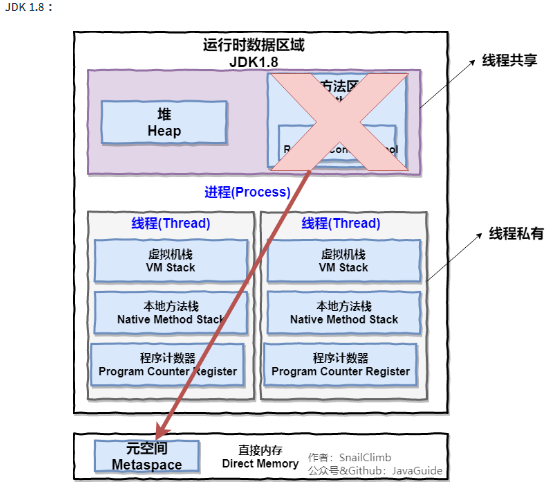 JDK 1.8：
运行时数据区域
JDK1.8
线程共享
堆
Heap
方法区
进程(Process)
线程(Thread)
线程(Thread)
线程私有
虚拟机栈
VM Stack
虚拟机栈
VM Stack
本地方法栈
Native Method Stack
本地方法栈
Native Method Stack
程序计数器
Program Counter Register
程序计数器
Program Counter Register
元空间
Metaspace
直接内存
Direct Memory
作者：SnailClimb
公众号&Github：JavaGuide